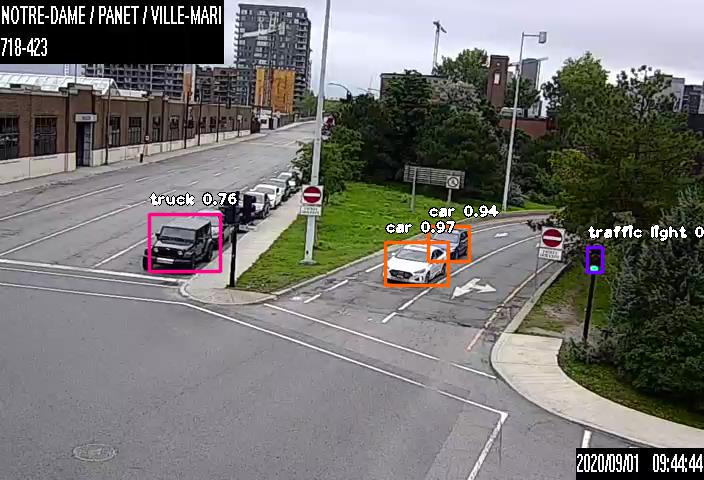 NOTRE-DAME / PANET / VILLE-MARI
718-423
truck 0.76
car 0.94
car 0.97
traffic light 0
2020/09/01 09:44:44